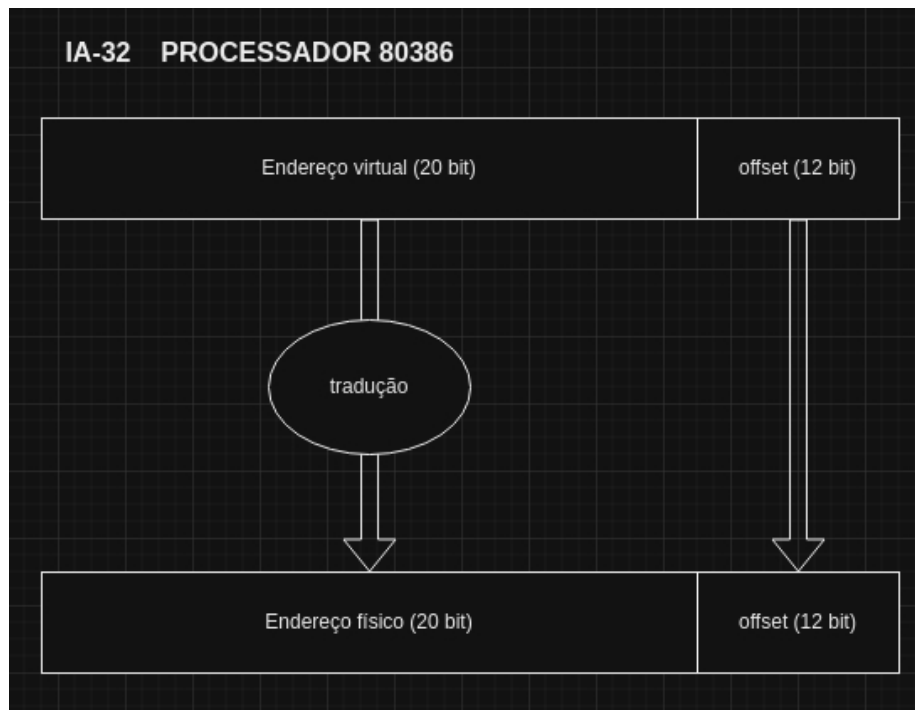 IA-32 PROCESSADOR 80386
Endereço virtual (20 bit)
offset (12 bit)
tradução
Endereço físico (20 bit)
offset (12 bit)